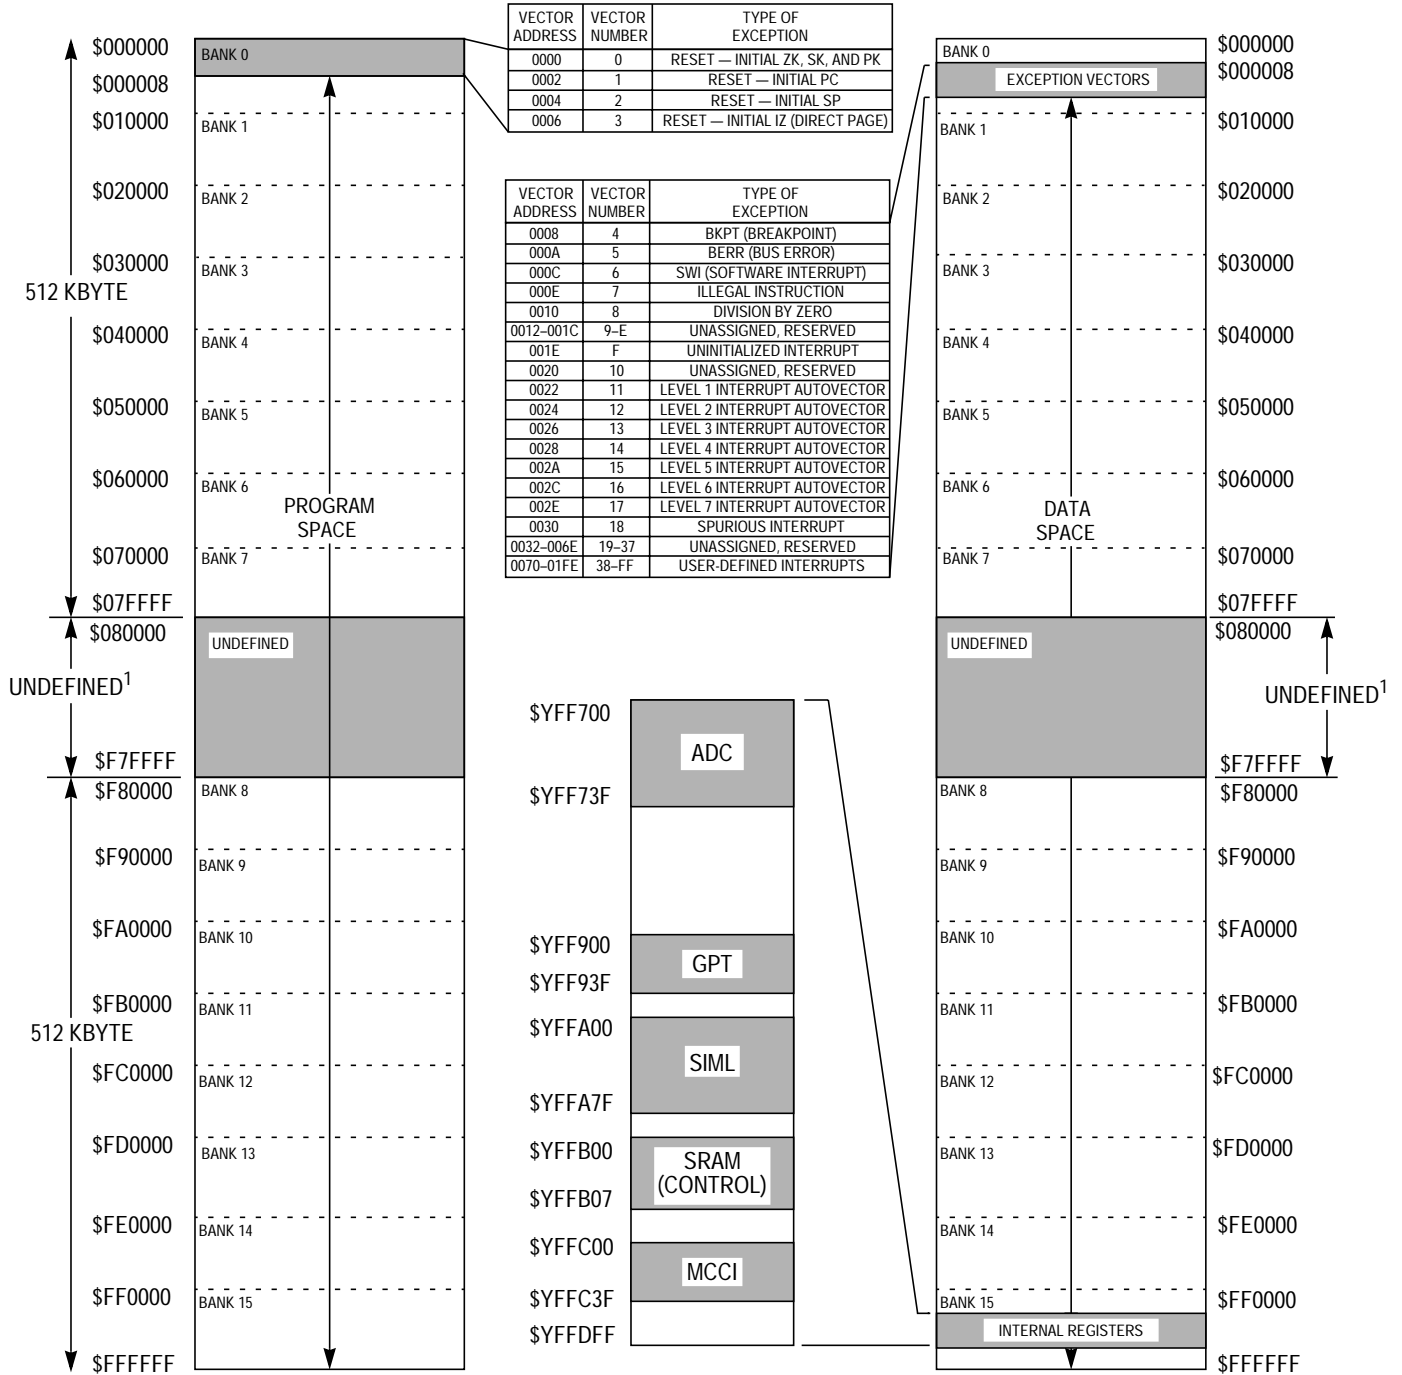 $000000
$000008
$010000
$020000
$030000
512 KBYTE
$040000
$050000
$060000
$070000
$07FFFF
$080000
UNDEFINED1
$F7FFFF
$F80000
$F90000
$FA0000
$FB0000
512 KBYTE
$FC0000
$FD0000
$FE0000
$FF0000
$FFFFFF
BANK 0
BANK 1
BANK 2
BANK 3
BANK 4
BANK 5
BANK 6
PROGRAM
SPACE
BANK 7
UNDEFINED
BANK 8
BANK 9
BANK 10
BANK 11
BANK 12
BANK 13
BANK 14
BANK 15
VECTOR ADDRESS VECTOR NUMBER TYPE OF EXCEPTION
0000 0 RESET — INITIAL ZK, SK, AND PK
0002 1 RESET — INITIAL PC
0004 2 RESET — INITIAL SP
0006 3 RESET — INITIAL IZ (DIRECT PAGE)
VECTOR ADDRESS VECTOR NUMBER TYPE OF EXCEPTION
0008 4 BKPT (BREAKPOINT)
000A 5 BERR (BUS ERROR)
000C 6 SWI (SOFTWARE INTERRUPT)
000E 7 ILLEGAL INSTRUCTION
0010 8 DIVISION BY ZERO
0012–001C 9–E UNASSIGNED, RESERVED
001E F UNINITIALIZED INTERRUPT
0020 10 UNASSIGNED, RESERVED
0022 11 LEVEL 1 INTERRUPT AUTOVECTOR
0024 12 LEVEL 2 INTERRUPT AUTOVECTOR
0026 13 LEVEL 3 INTERRUPT AUTOVECTOR
0028 14 LEVEL 4 INTERRUPT AUTOVECTOR
002A 15 LEVEL 5 INTERRUPT AUTOVECTOR
002C 16 LEVEL 6 INTERRUPT AUTOVECTOR
002E 17 LEVEL 7 INTERRUPT AUTOVECTOR
0030 18 SPURIOUS INTERRUPT
0032–006E 19–37 UNASSIGNED, RESERVED
0070–01FE 38–FF USER-DEFINED INTERRUPTS
$YFF700
ADC
$YFF73F
$YFF900
GPT
$YFF93F
$YFFA00
SIML
$YFFA7F
$YFFB00
SRAM
(CONTROL)
$YFFB07
$YFFC00
MCCI
$YFFC3F
$YFFDFF
BANK 0
EXCEPTION VECTORS
BANK 1
BANK 2
BANK 3
BANK 4
BANK 5
BANK 6
DATA
SPACE
BANK 7
UNDEFINED
BANK 8
BANK 9
BANK 10
BANK 11
BANK 12
BANK 13
BANK 14
BANK 15
INTERNAL REGISTERS
$000000
$000008
$010000
$020000
$030000
$040000
$050000
$060000
$070000
$07FFFF
$080000
UNDEFINED1
$F7FFFF
$F80000
$F90000
$FA0000
$FB0000
$FC0000
$FD0000
$FE0000
$FF0000
$FFFFFF